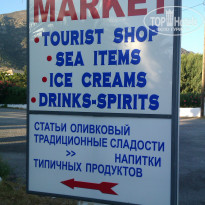 MARKET
• TOURIST SHOP
• SEA ITEMS
• ICE CREAMS
• DRINKS-SPIRITS
СТАТЬИ ОЛИВКОВЫЙ
ТРАДИЦИОННЫЕ СЛАДОСТИ
>> НАПИТКИ
ТИПИЧНЫХ ПРОДУКТОВ